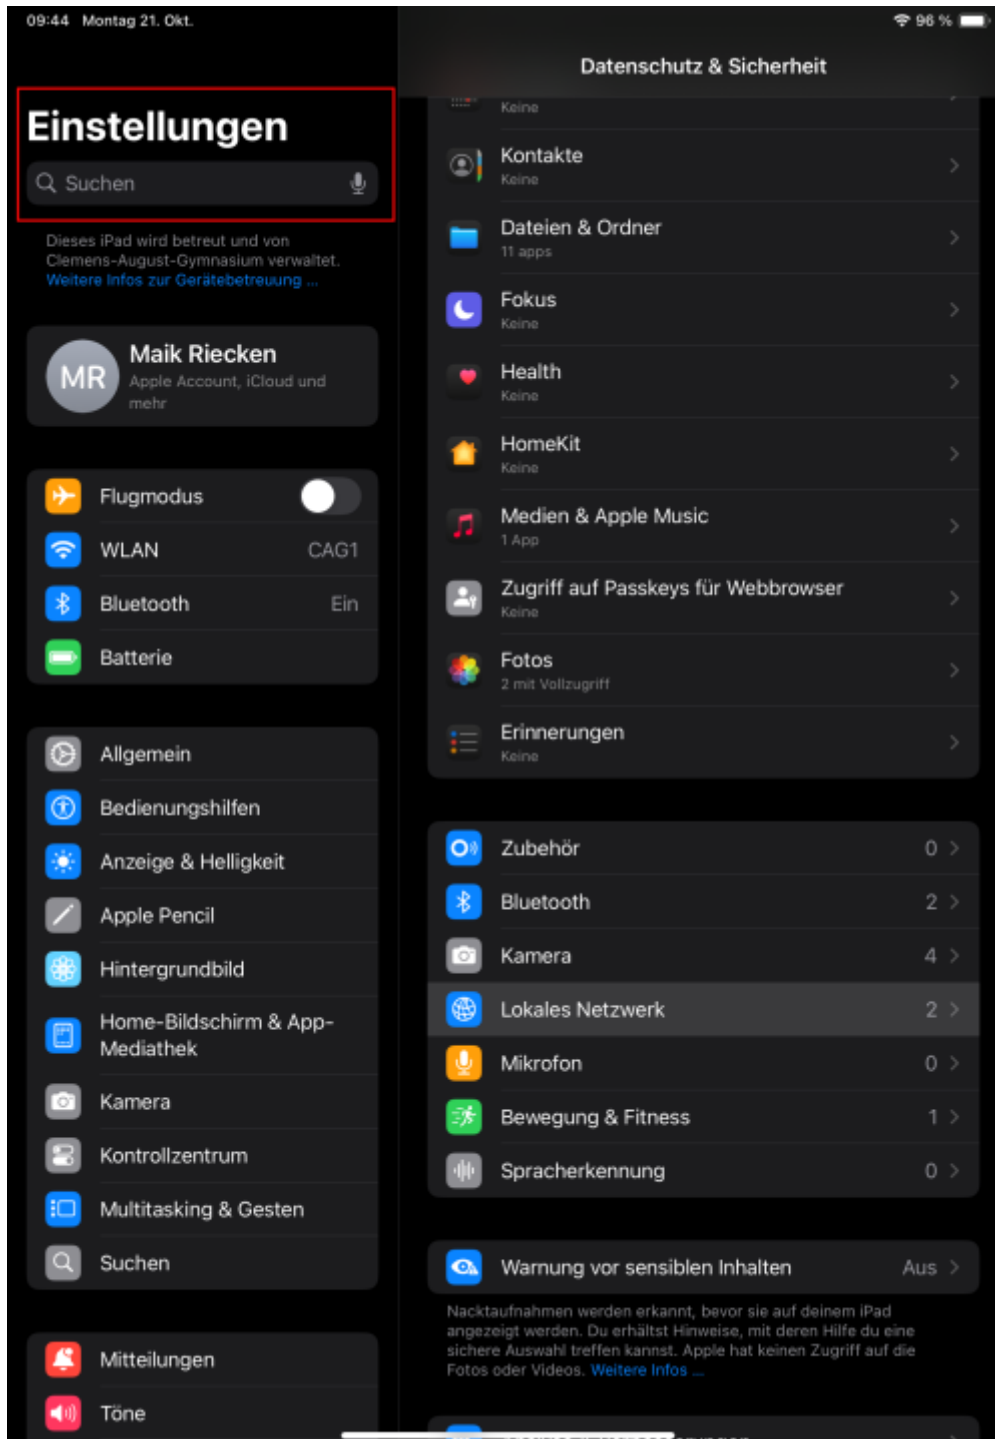 09:44 Montag 21. Okt.
96 %
Einstellungen
Suchen
Dieses iPad wird betreut und von
Clemens-August-Gymnasium verwaltet.
Weitere Infos zur Gerätebetreuung ...
MR
Maik Riecken
Apple Account, iCloud und
mehr
Flugmodus
WLAN CAG1
Bluetooth Ein
Batterie
Allgemein
Bedienungshilfen
Anzeige & Helligkeit
Apple Pencil
Hintergrundbild
Home-Bildschirm & App-
Mediathek
Kamera
Kontrollzentrum
Multitasking & Gesten
Suchen
Mitteilungen
Töne
Datenschutz & Sicherheit
Keine
Kontakte
Keine
Dateien & Ordner
11 apps
Fokus
Keine
Health
Keine
HomeKit
Keine
Medien & Apple Music
1 App
Zugriff auf Passkeys für Webbrowser
Keine
Fotos
2 mit Vollzugriff
Erinnerungen
Keine
Zubehör 0
Bluetooth 2
Kamera 4
Lokales Netzwerk 2
Mikrofon 0
Bewegung & Fitness 1
Spracherkennung 0
Warnung vor sensiblen Inhalten Aus
Nacktaufnahmen werden erkannt, bevor sie auf deinem iPad
angezeigt werden. Du erhältst Hinweise, mit deren Hilfe du eine
sichere Auswahl treffen kannst. Apple hat keinen Zugriff auf die
Fotos oder Videos. Weitere Infos ...